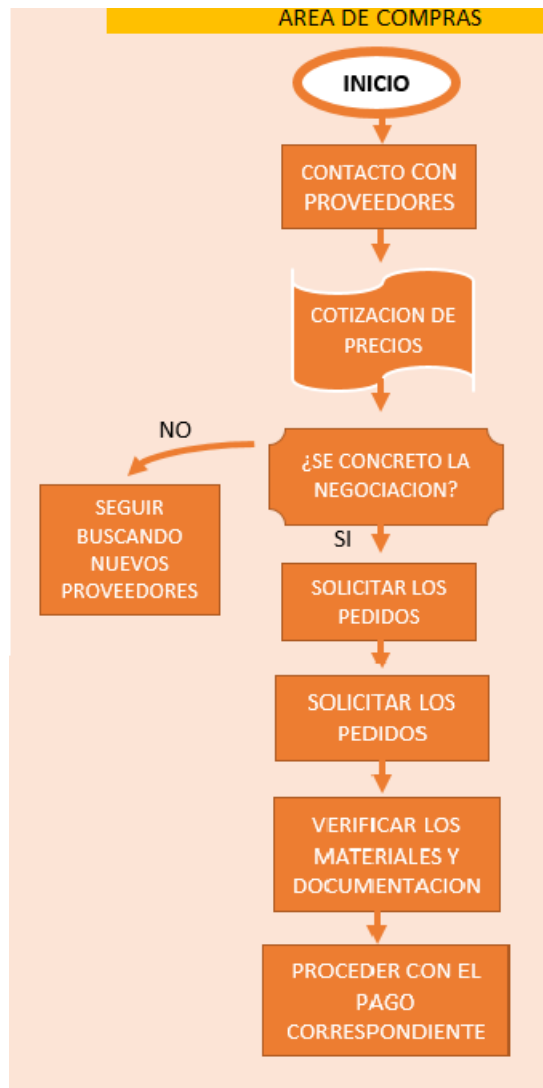 AREA DE COMPRAS
INICIO
CONTACTO CON
PROVEEDORES
COTIZACION DE
PRECIOS
NO
¿SE CONCRETO LA
NEGOCIACION?
SEGUIR
BUSCANDO
NUEVOS
PROVEEDORES
SI
SOLICITAR LOS
PEDIDOS
SOLICITAR LOS
PEDIDOS
VERIFICAR LOS
MATERIALES Y
DOCUMENTACION
PROCEDER CON EL
PAGO
CORRESPONDIENTE